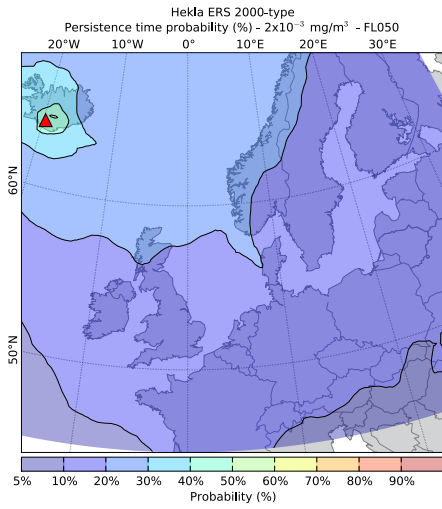 Hekla ERS 2000-type
Persistence time probability (%) - 2x10⁻³ mg/m³ - FL050
20°W 10°W 0°E 10°E 20°E 30°E
60°N
50°N
5% 10% 20% 30% 40% 50% 60% 70% 80% 90%
Probability (%)